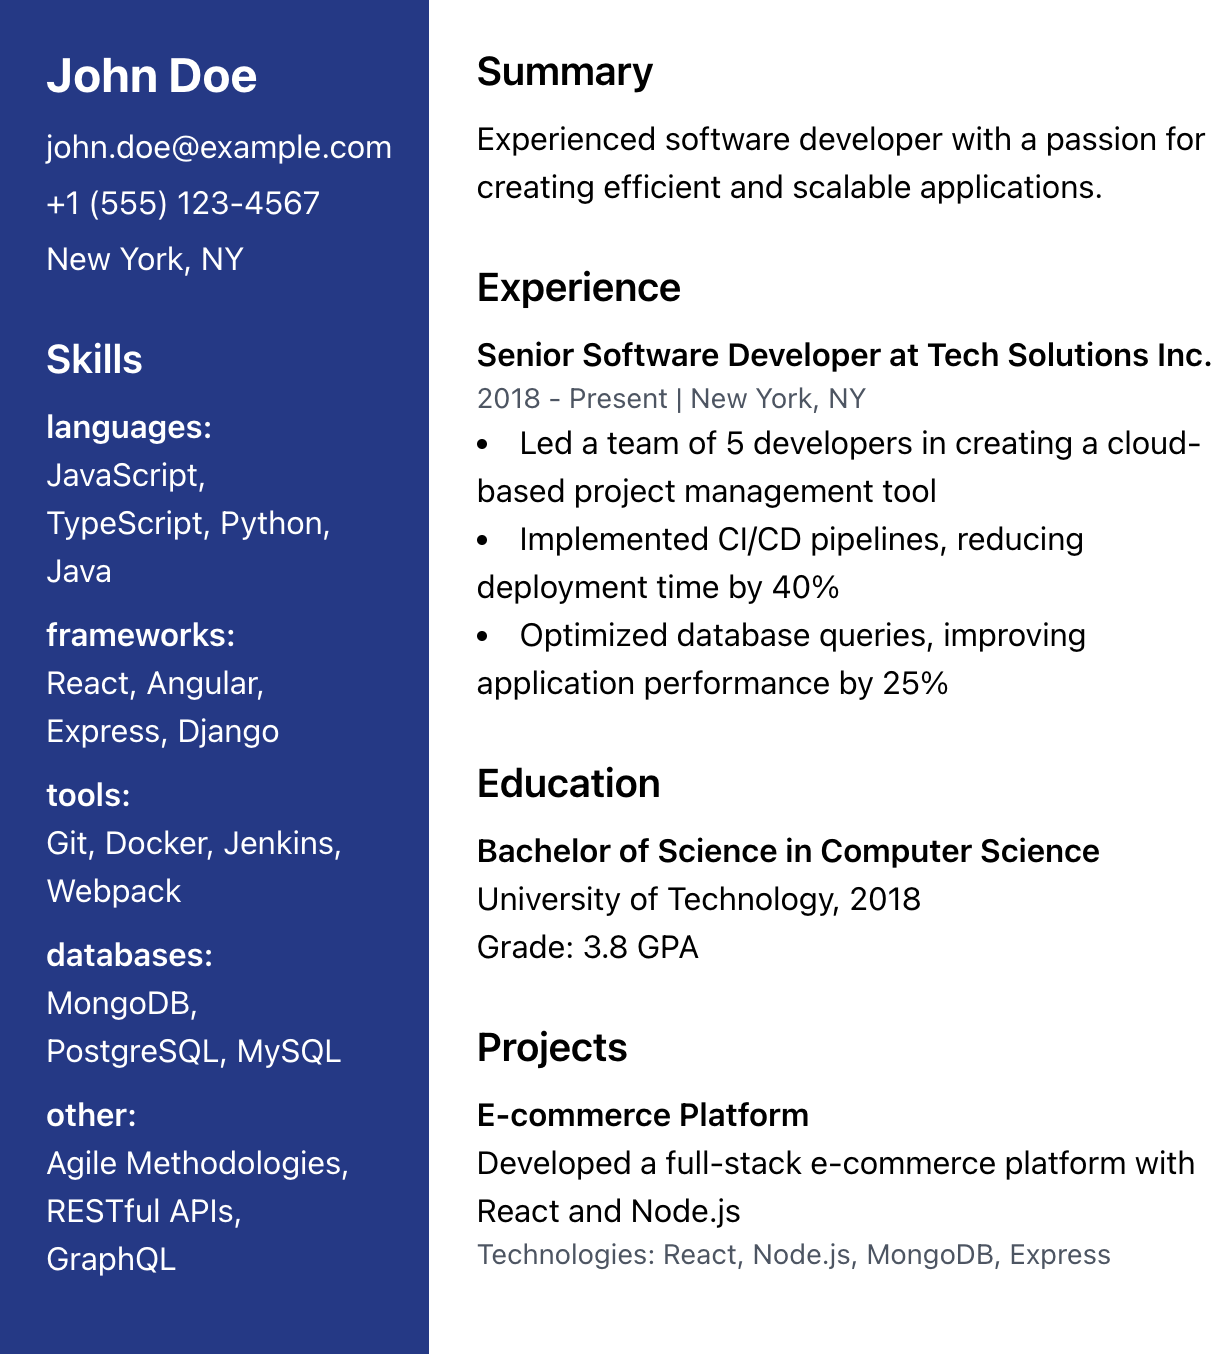 John Doe
john.doe@example.com
+1 (555) 123-4567
New York, NY
Skills
languages:
JavaScript,
TypeScript, Python,
Java
frameworks:
React, Angular,
Express, Django
tools:
Git, Docker, Jenkins,
Webpack
databases:
MongoDB,
PostgreSQL, MySQL
other:
Agile Methodologies,
RESTful APIs,
GraphQL
Summary
Experienced software developer with a passion for
creating efficient and scalable applications.
Experience
Senior Software Developer at Tech Solutions Inc.
2018 - Present | New York, NY
• Led a team of 5 developers in creating a cloud-
based project management tool
• Implemented CI/CD pipelines, reducing
deployment time by 40%
• Optimized database queries, improving
application performance by 25%
Education
Bachelor of Science in Computer Science
University of Technology, 2018
Grade: 3.8 GPA
Projects
E-commerce Platform
Developed a full-stack e-commerce platform with
React and Node.js
Technologies: React, Node.js, MongoDB, Express